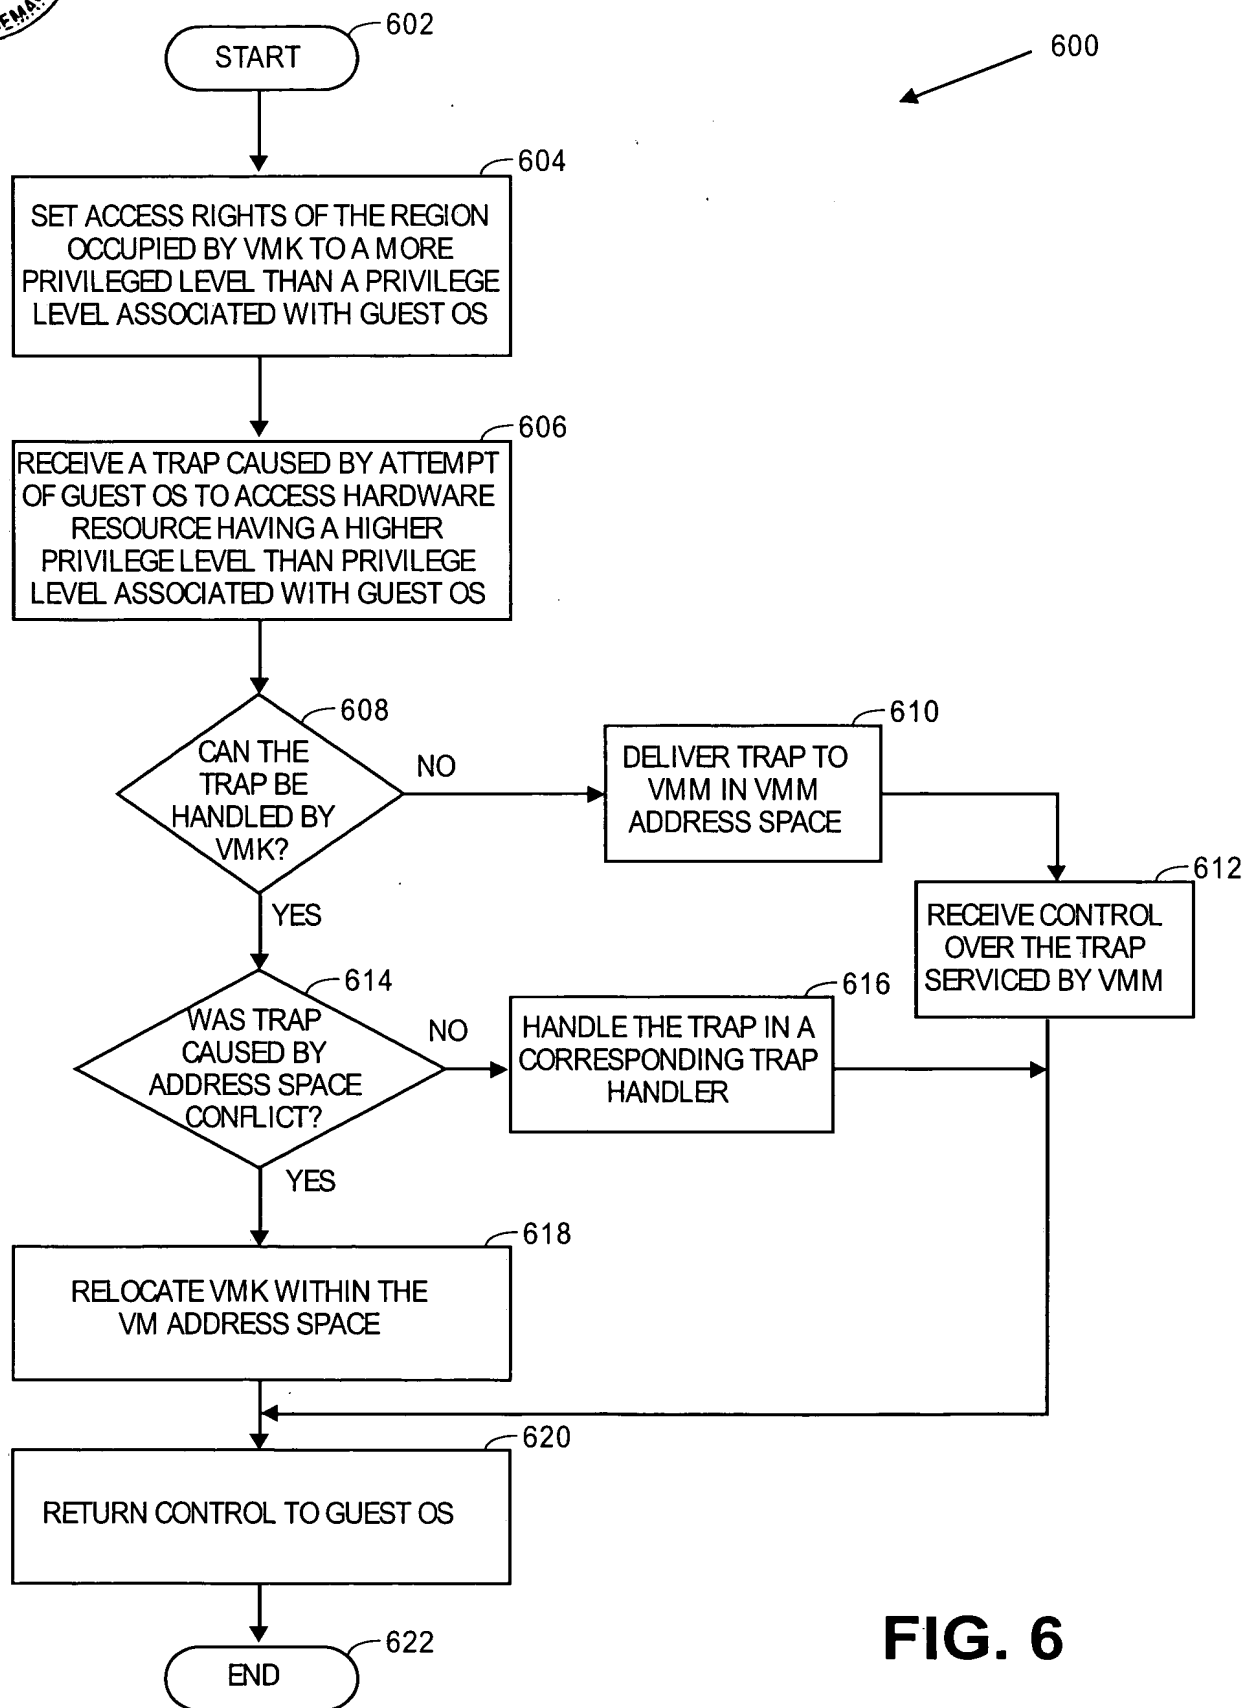 602
START
600
604
SET ACCESS RIGHTS OF THE REGION
OCCUPIED BY VMK TO A MORE
PRIVILEGED LEVEL THAN A PRIVILEGE
LEVEL ASSOCIATED WITH GUEST OS
606
RECEIVE A TRAP CAUSED BY ATTEMPT
OF GUEST OS TO ACCESS HARDWARE
RESOURCE HAVING A HIGHER
PRIVILEGE LEVEL THAN PRIVILEGE
LEVEL ASSOCIATED WITH GUEST OS
608
CAN THE
TRAP BE
HANDLED BY
VMK?
NO
YES
610
DELIVER TRAP TO
VMM IN VMM
ADDRESS SPACE
612
RECEIVE CONTROL
OVER THE TRAP
SERVICED BY VMM
614
WAS TRAP
CAUSED BY
ADDRESS SPACE
CONFLICT?
NO
YES
616
HANDLE THE TRAP IN A
CORRESPONDING TRAP
HANDLER
618
RELOCATE VMK WITHIN THE
VM ADDRESS SPACE
620
RETURN CONTROL TO GUEST OS
622
END
FIG. 6